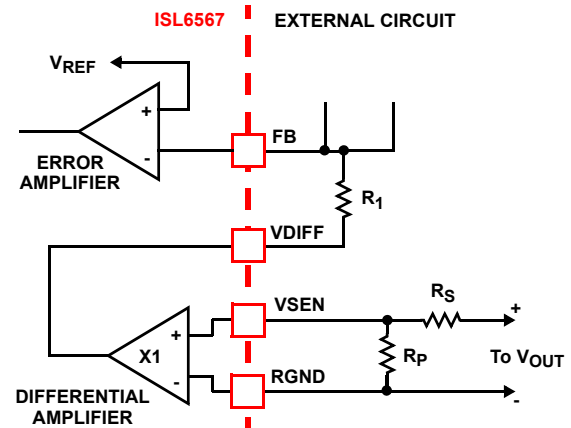 ISL6567
EXTERNAL CIRCUIT
VREF
+
-
FB
ERROR
AMPLIFIER
R1
VDIFF
VSEN
RS
+
+
X1
RP
To VOUT
-
RGND
-
DIFFERENTIAL
AMPLIFIER